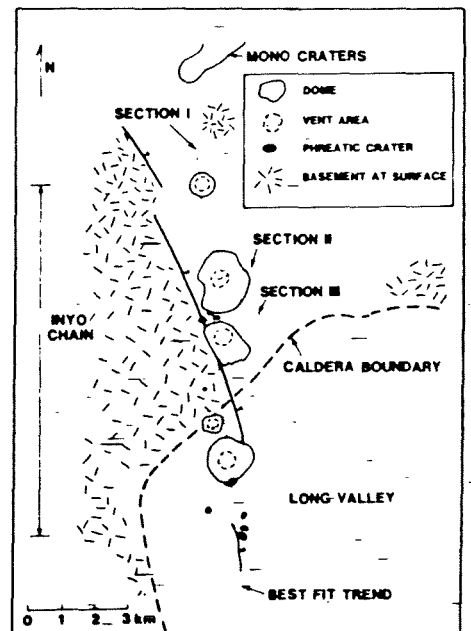 MONO CRATERS
N
DOME
VENT AREA
PHREATIC CRATER
BASEMENT AT SURFACE
SECTION I
SECTION II
SECTION III
INYO
CHAIN
CALDERA BOUNDARY
LONG VALLEY
BEST FIT TREND
0 1 2 3 km